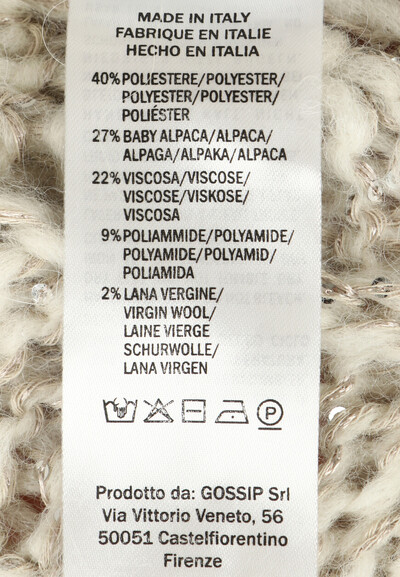 MADE IN ITALY
FABRIQUE EN ITALIE
HECHO EN ITALIA
40% POLIESTERE/POLYESTER/
POLYESTER/POLYESTER/
POLIÉSTER
27% BABY ALPACA/ALPACA/
ALPAGA/ALPAKA/ALPACA
22% VISCOSA/VISCOSE/
VISCOSE/VISKOSE/
VISCOSA
9% POLIAMMIDE/POLYAMIDE/
POLYAMIDE/POLYAMID/
POLIAMIDA
2% LANA VERGINE/
VIRGIN WOOL/
LAINE VIERGE
SCHURWOLLE/
LANA VIRGEN
P
Prodotto da: GOSSIP Srl
Via Vittorio Veneto, 56
50051 Castelfiorentino
Firenze